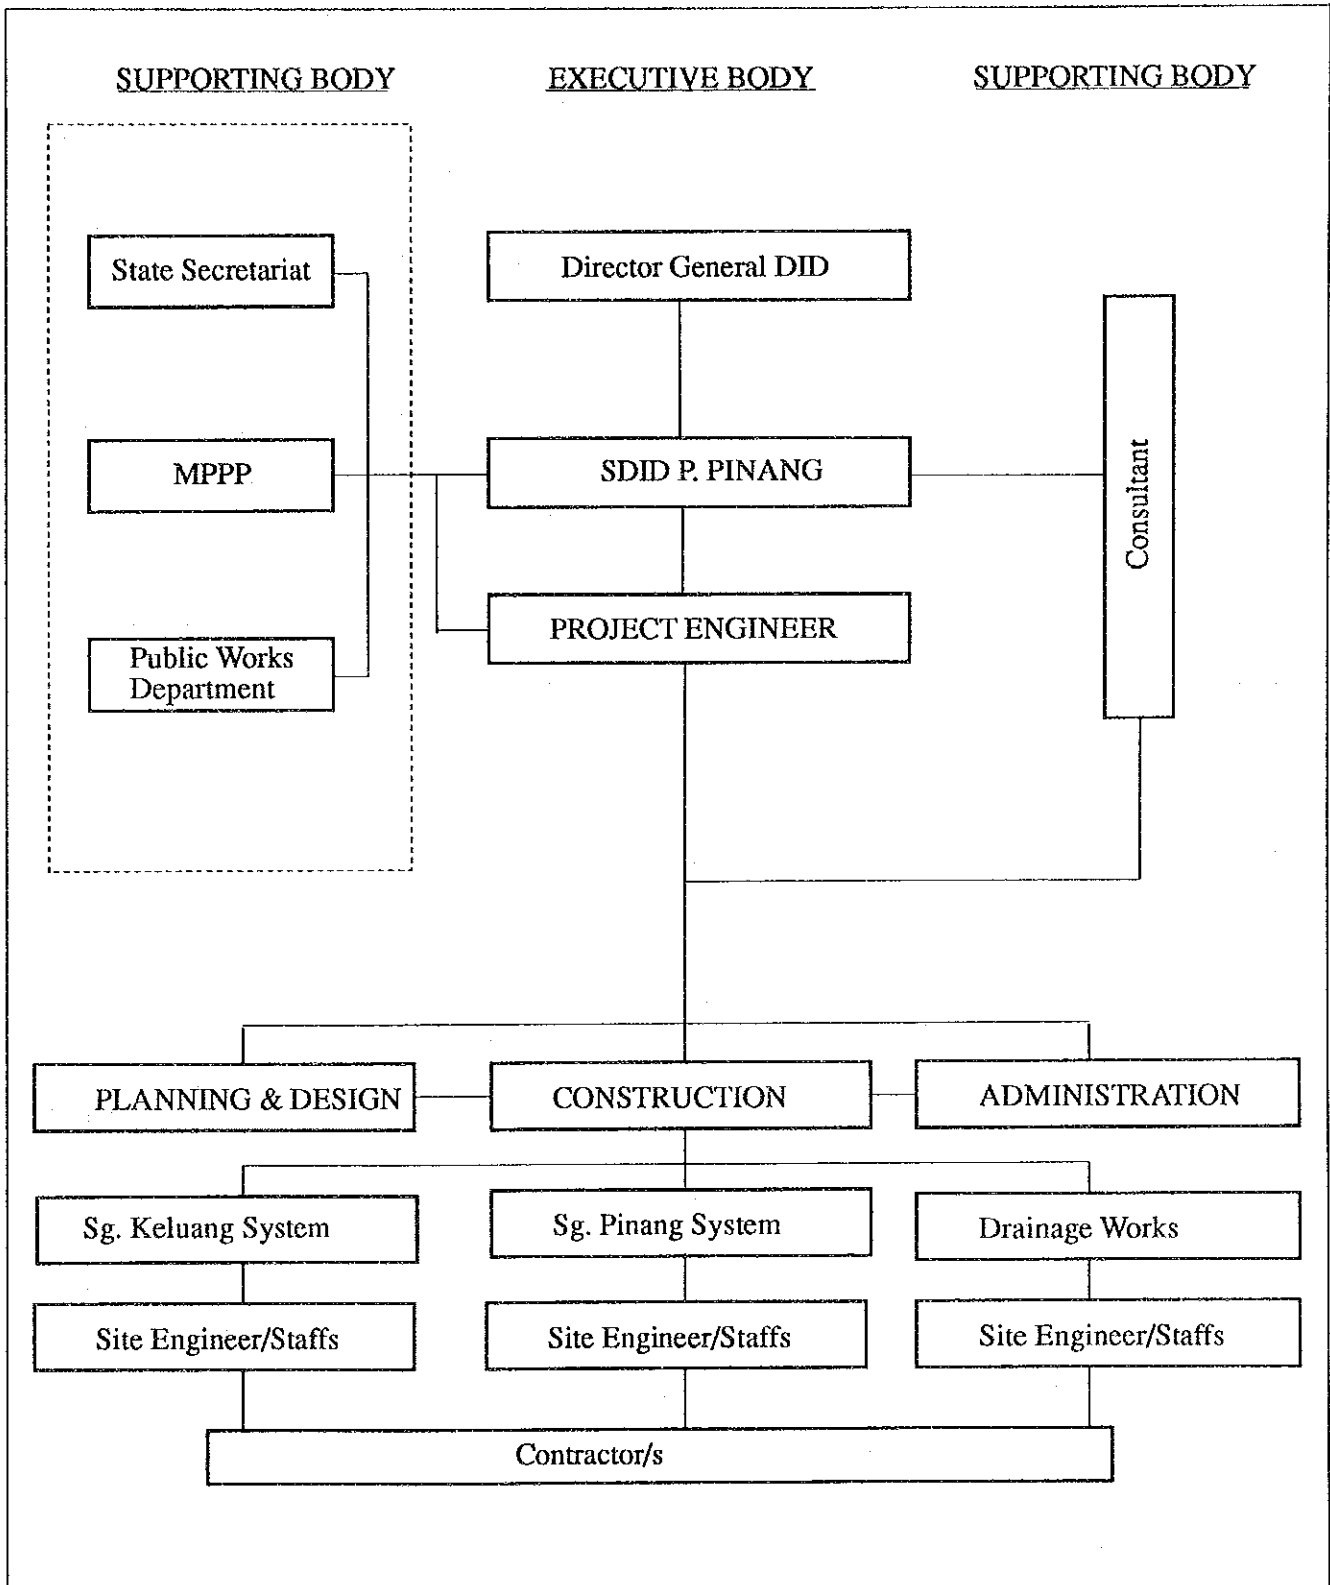 SUPPORTING BODY
EXECUTIVE BODY
SUPPORTING BODY
State Secretariat
Director General DID
MPPP
SDID P. PINANG
Consultant
PROJECT ENGINEER
Public Works
Department
PLANNING & DESIGN
CONSTRUCTION
ADMINISTRATION
Sg. Keluang System
Sg. Pinang System
Drainage Works
Site Engineer/Staffs
Site Engineer/Staffs
Site Engineer/Staffs
Contractor/s